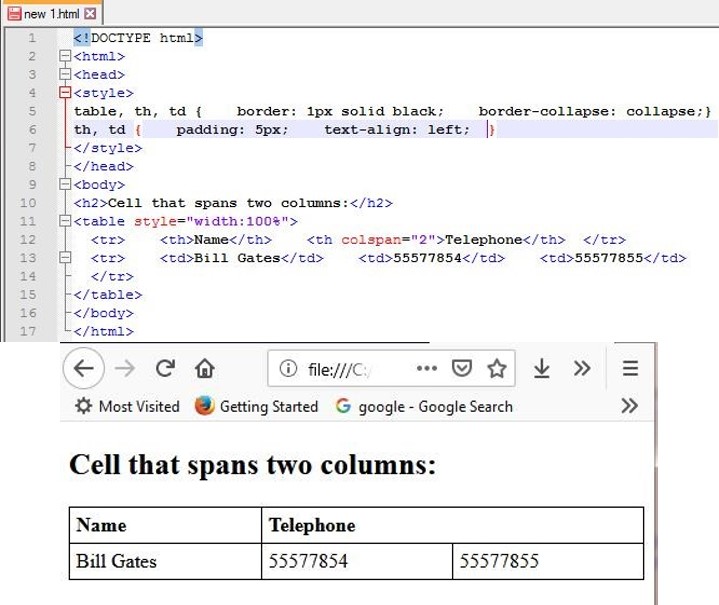 new 1.html
1 <!DOCTYPE html>
2 <html>
3 <head>
4 <style>
5 table, th, td {    border: 1px solid black;    border-collapse: collapse;}
6 th, td {    padding: 5px;    text-align: left;  }
7 </style>
8 </head>
9 <body>
10 <h2>Cell that spans two columns:</h2>
11 <table style="width:100%">
12   <tr>    <th>Name</th>    <th colspan="2">Telephone</th>  </tr>
13   <tr>    <td>Bill Gates</td>    <td>55577854</td>    <td>55577855</td>
14   </tr>
15 </table>
16 </body>
17 </html>
file:///C:/
Most Visited Getting Started google - Google Search
Cell that spans two columns:
Name Telephone
Bill Gates 55577854 55577855